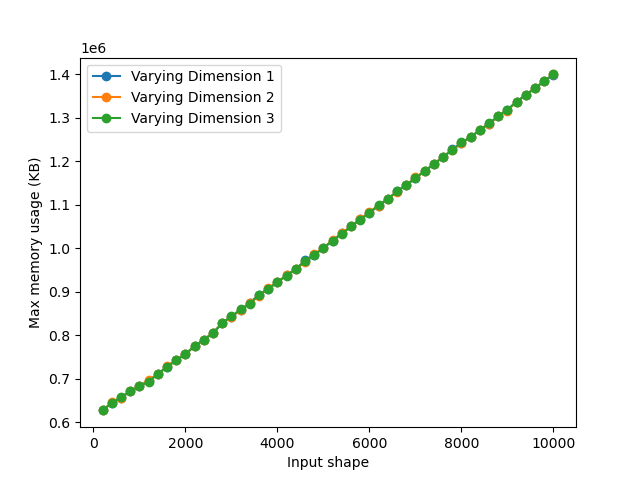 1e6
Varying Dimension 1
Varying Dimension 2
Varying Dimension 3
1.4
1.3
1.2
1.1
1.0
0.9
0.8
0.7
0.6
Max memory usage (KB)
0 2000 4000 6000 8000 10000
Input shape